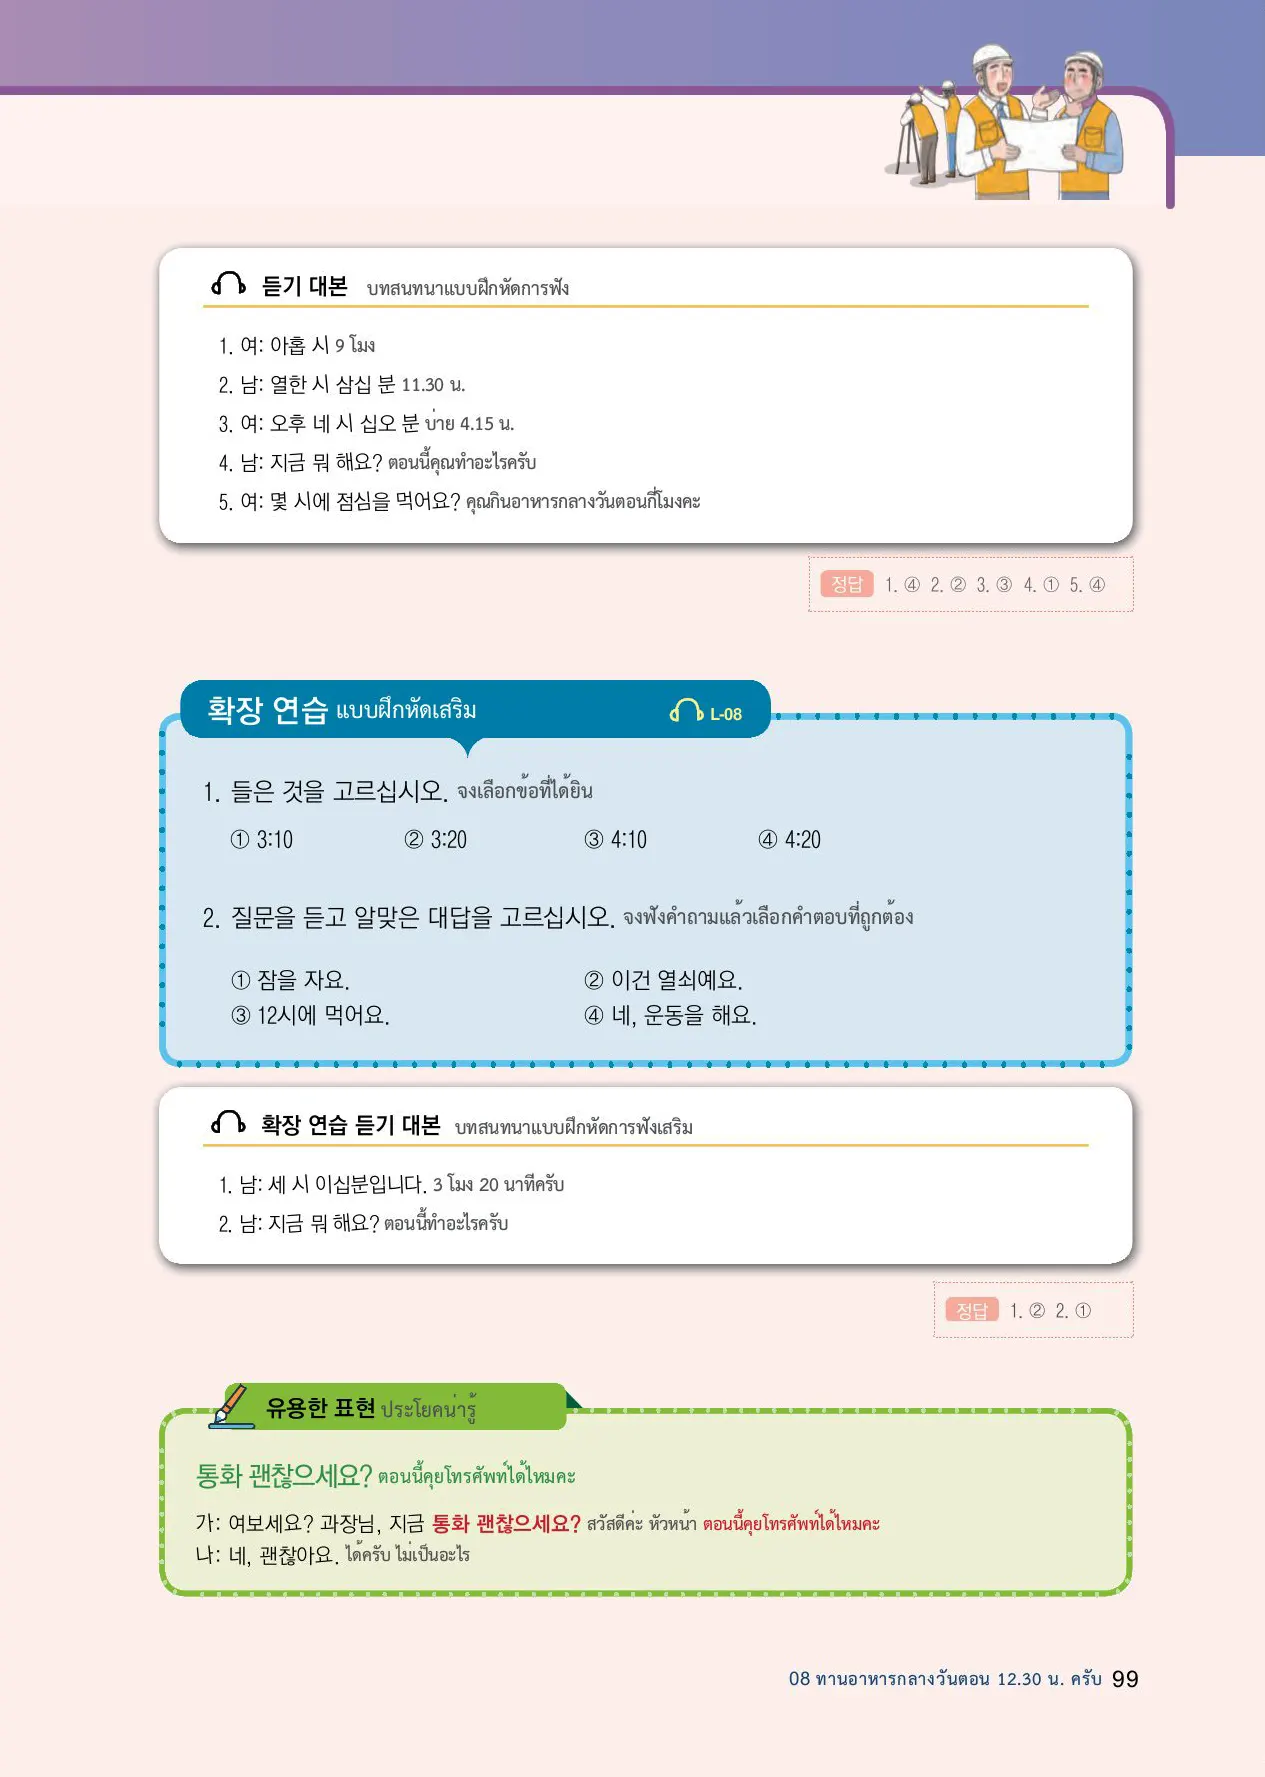 듣기 대본 บทสนทนาแบบฝึกหัดการฟัง
1. 여: 아홉 시 9 โมง
2. 남: 열한 시 삼십 분 11.30 น.
3. 여: 오후 네 시 십오 분 บ่าย 4.15 น.
4. 남: 지금 뭐 해요? ตอนนี้คุณทำอะไรครับ
5. 여: 몇 시에 점심을 먹어요? คุณกินอาหารกลางวันตอนกี่โมงคะ
정답 1. ④ 2. ② 3. ③ 4. ① 5. ④
확장 연습 แบบฝึกหัดเสริม L-08
1. 들은 것을 고르십시오. จงเลือกข้อที่ได้ยิน
① 3:10 ② 3:20 ③ 4:10 ④ 4:20
2. 질문을 듣고 알맞은 대답을 고르십시오. จงฟังคำถามแล้วเลือกคำตอบที่ถูกต้อง
① 잠을 자요. ② 이건 열쇠예요.
③ 12시에 먹어요. ④ 네, 운동을 해요.
확장 연습 듣기 대본 บทสนทนาแบบฝึกหัดการฟังเสริม
1. 남: 세 시 이십분입니다. 3 โมง 20 นาทีครับ
2. 남: 지금 뭐 해요? ตอนนี้ทำอะไรครับ
정답 1. ② 2. ①
유용한 표현 ประโยคน่ารู้
통화 괜찮으세요? ตอนนี้คุยโทรศัพท์ได้ไหมคะ
가: 여보세요? 과장님, 지금 통화 괜찮으세요? สวัสดีค่ะ หัวหน้า ตอนนี้คุยโทรศัพท์ได้ไหมคะ
나: 네, 괜찮아요. ได้ครับ ไม่เป็นอะไร
08 ทานอาหารกลางวันตอน 12.30 น. ครับ 99